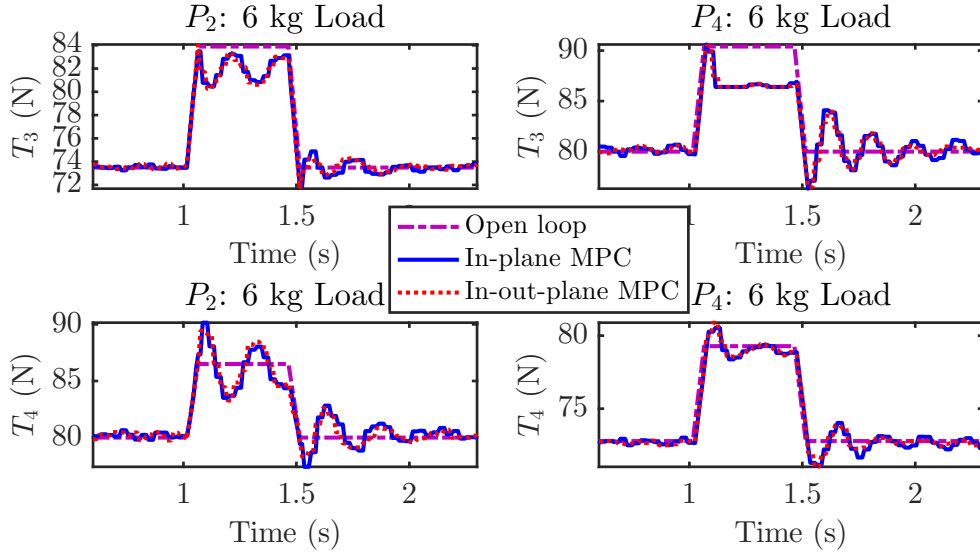 P₂: 6 kg Load
P₄: 6 kg Load
84
82
80
78
76
74
72
T₃ (N)
90
85
80
T₃ (N)
1
1.5
2
1
1.5
2
Time (s)
Time (s)
Open loop
In-plane MPC
In-out-plane MPC
P₂: 6 kg Load
P₄: 6 kg Load
90
85
80
T₄ (N)
80
75
T₄ (N)
1
1.5
2
1
1.5
2
Time (s)
Time (s)